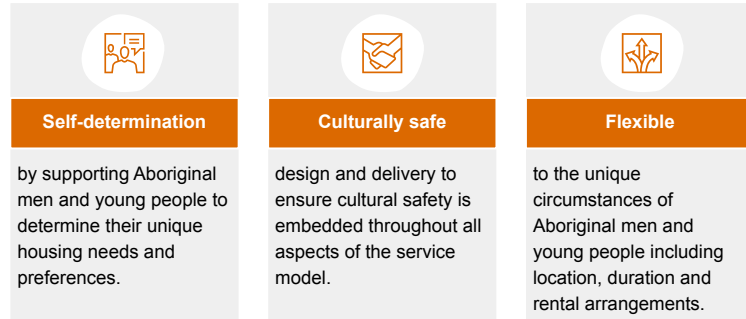 Self-determination
by supporting Aboriginal
men and young people to
determine their unique
housing needs and
preferences.
Culturally safe
design and delivery to
ensure cultural safety is
embedded throughout all
aspects of the service
model.
Flexible
to the unique
circumstances of
Aboriginal men and
young people including
location, duration and
rental arrangements.